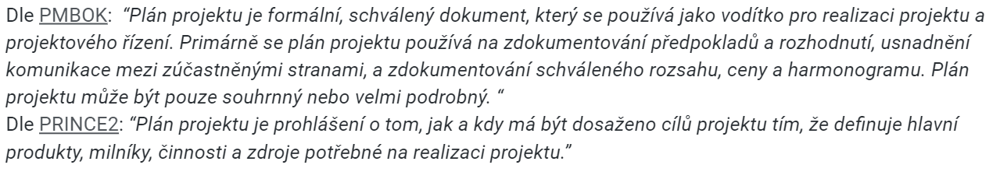 Dle PMBOK:  “Plán projektu je formální, schválený dokument, který se používá jako vodítko pro realizaci projektu a
projektového řízení. Primárně se plán projektu používá na zdokumentování předpokladů a rozhodnutí, usnadnění
komunikace mezi zúčastněnými stranami, a zdokumentování schváleného rozsahu, ceny a harmonogramu. Plán
projektu může být pouze souhrnný nebo velmi podrobný. “
Dle PRINCE2: “Plán projektu je prohlášení o tom, jak a kdy má být dosaženo cílů projektu tím, že definuje hlavní
produkty, milníky, činnosti a zdroje potřebné na realizaci projektu.”